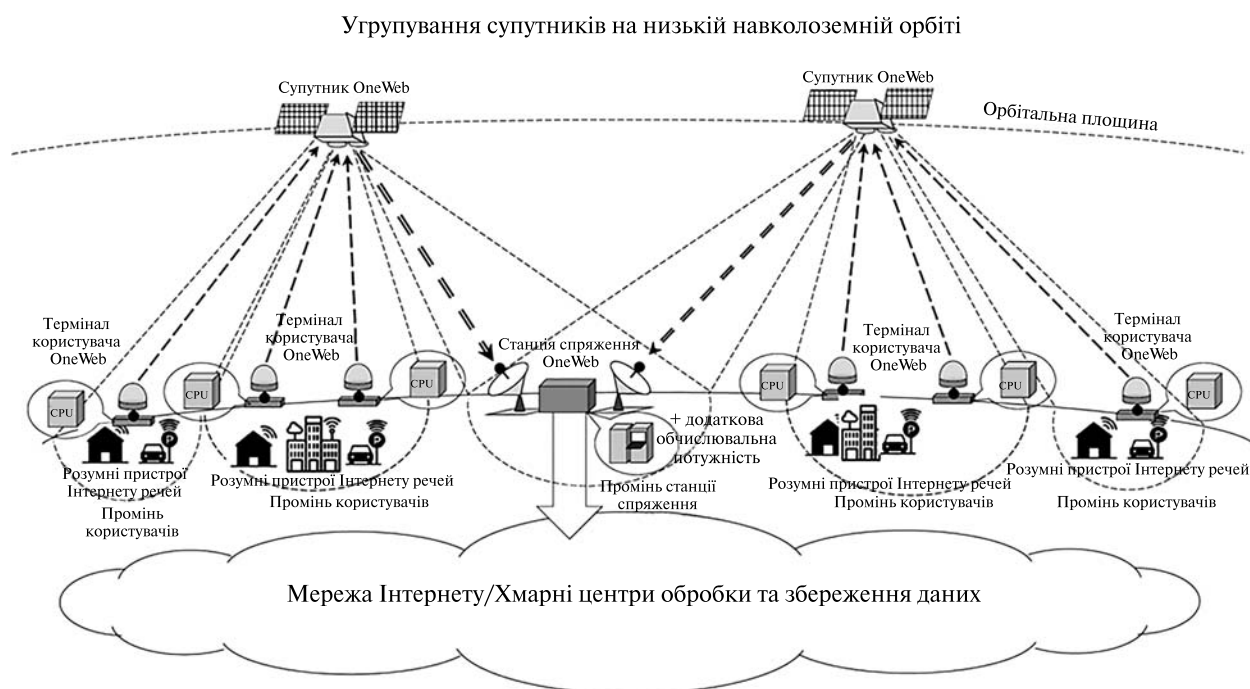 Угрупування супутників на низькій навколоземній орбіті
Супутник OneWeb
Супутник OneWeb
Орбітальна площина
Термінал
користувача
OneWeb
Термінал
користувача
OneWeb
Станція спряження
OneWeb
Термінал
користувача
OneWeb
Термінал
користувача
OneWeb
CPU
CPU
CPU
CPU
CPU
CPU
+ додаткова
обчислювальна
потужність
P
P
P
P
Розумні пристрої
Інтернету речей
Розумні пристрої Інтернету речей
Розумні пристрої Інтернету речей
Розумні пристрої Інтернету речей
Промінь
користувачів
Промінь користувачів
Промінь станції
спряження
Промінь користувачів
Промінь користувачів
Мережа Інтернету/Хмарні центри обробки та збереження даних